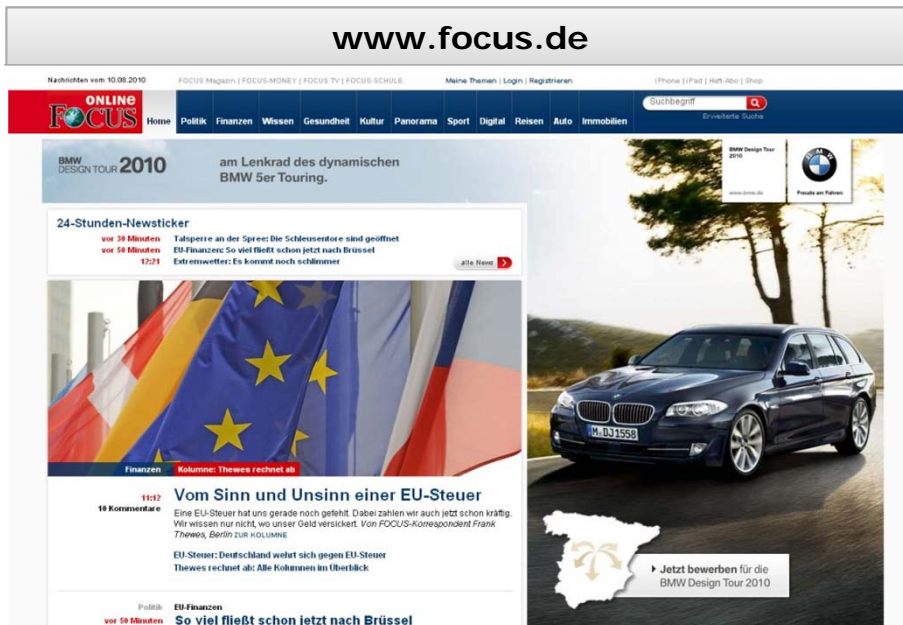 www.focus.de
Nachrichten vom 10.08.2010
FOCUS Magazin | FOCUS-MONEY | FOCUS TV | FOCUS-SCHULE
Meine Themen | Login | Registrieren
iPhone | iPad | Heft-Abo | Shop
ONLINE
FOCUS
Home Politik Finanzen Wissen Gesundheit Kultur Panorama Sport Digital Reisen Auto Immobilien
Suchbegriff
Erweiterte Suche
BMW
DESIGN TOUR 2010
am Lenkrad des dynamischen
BMW 5er Touring.
BMW Design Tour
2010
www.bmw.de
Freude am Fahren
24-Stunden-Newsticker
vor 30 Minuten Talsperre an der Spree: Die Schleusentore sind geöffnet
vor 50 Minuten EU-Finanzen: So viel fließt schon jetzt nach Brüssel
12:21 Extremwetter: Es kommt noch schlimmer
alle News
M·DJ1558
Finanzen Kolumne: Thewes rechnet ab
11:12 Vom Sinn und Unsinn einer EU-Steuer
10 Kommentare
Eine EU-Steuer hat uns gerade noch gefehlt. Dabei zahlen wir auch jetzt schon kräftig.
Wir wissen nur nicht, wo unser Geld versickert. Von FOCUS-Korrespondent Frank
Thewes, Berlin ZUR KOLUMNE
EU-Steuer: Deutschland wehrt sich gegen EU-Steuer
Thewes rechnet ab: Alle Kolumnen im Überblick
Jetzt bewerben für die
BMW Design Tour 2010
Politik EU-Finanzen
vor 50 Minuten So viel fließt schon jetzt nach Brüssel